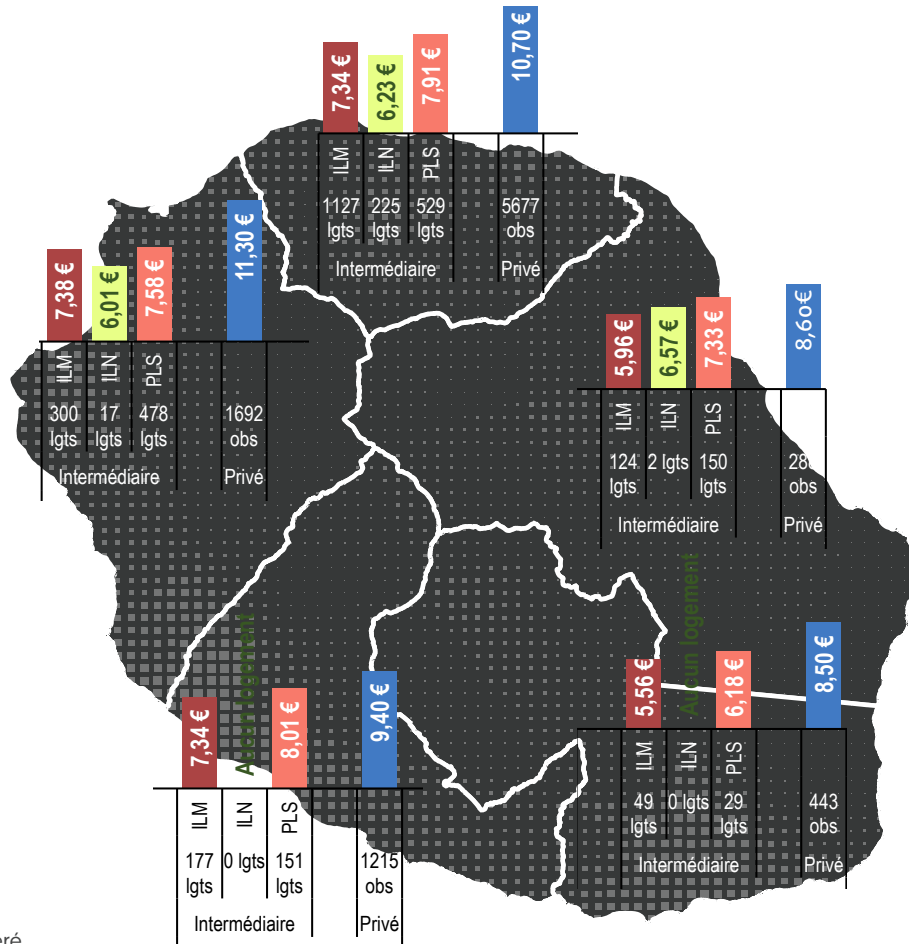 7,34 €
6,23 €
7,91 €
10,70 €
ILM
ILN
PLS
1127 225 529 5677
lgts lgts lgts obs
Intermédiaire Privé
7,38 €
6,01 €
7,58 €
11,30 €
ILM
ILN
PLS
300 17 478 1692
lgts lgts lgts obs
Intermédiaire Privé
5,96 €
6,57 €
7,33 €
8,60€
ILM
ILN
PLS
124 2 lgts 150
lgts lgts obs
Intermédiaire Privé
Aucun logement
7,34 €
8,01 €
9,40 €
ILM
ILN
PLS
177 0 lgts 151 1215
lgts lgts obs
Intermédiaire Privé
5,56 €
Aucun logement
6,18 €
8,50 €
ILM
ILN
PLS
49 0 lgts 29 443
lgts lgts obs
Intermédiaire Privé